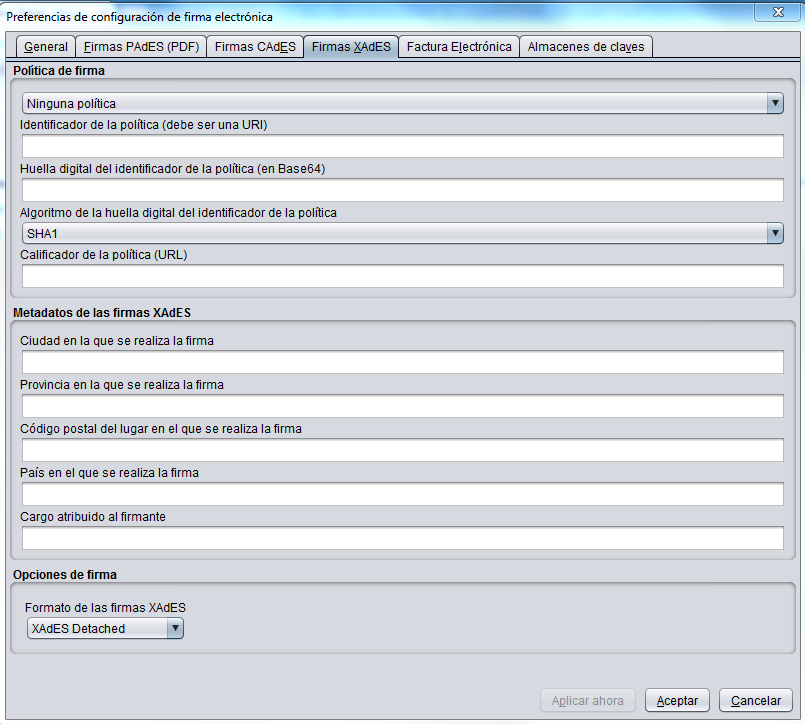 Preferencias de configuración de firma electrónica
General Firmas PAdES (PDF) Firmas CAdES Firmas XAdES Factura Electrónica Almacenes de claves
Política de firma
Ninguna política
Identificador de la política (debe ser una URI)
Huella digital del identificador de la política (en Base64)
Algoritmo de la huella digital del identificador de la política
SHA1
Calificador de la política (URL)
Metadatos de las firmas XAdES
Ciudad en la que se realiza la firma
Provincia en la que se realiza la firma
Código postal del lugar en el que se realiza la firma
País en el que se realiza la firma
Cargo atribuido al firmante
Opciones de firma
Formato de las firmas XAdES
XAdES Detached
Aplicar ahora Aceptar Cancelar